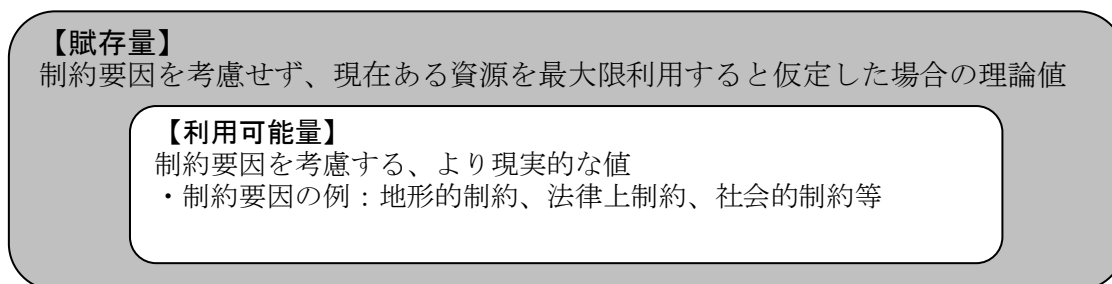 【賦存量】
制約要因を考慮せず、現在ある資源を最大限利用すると仮定した場合の理論値
【利用可能量】
制約要因を考慮する、より現実的な値
・制約要因の例：地形的制約、法律上制約、社会的制約等